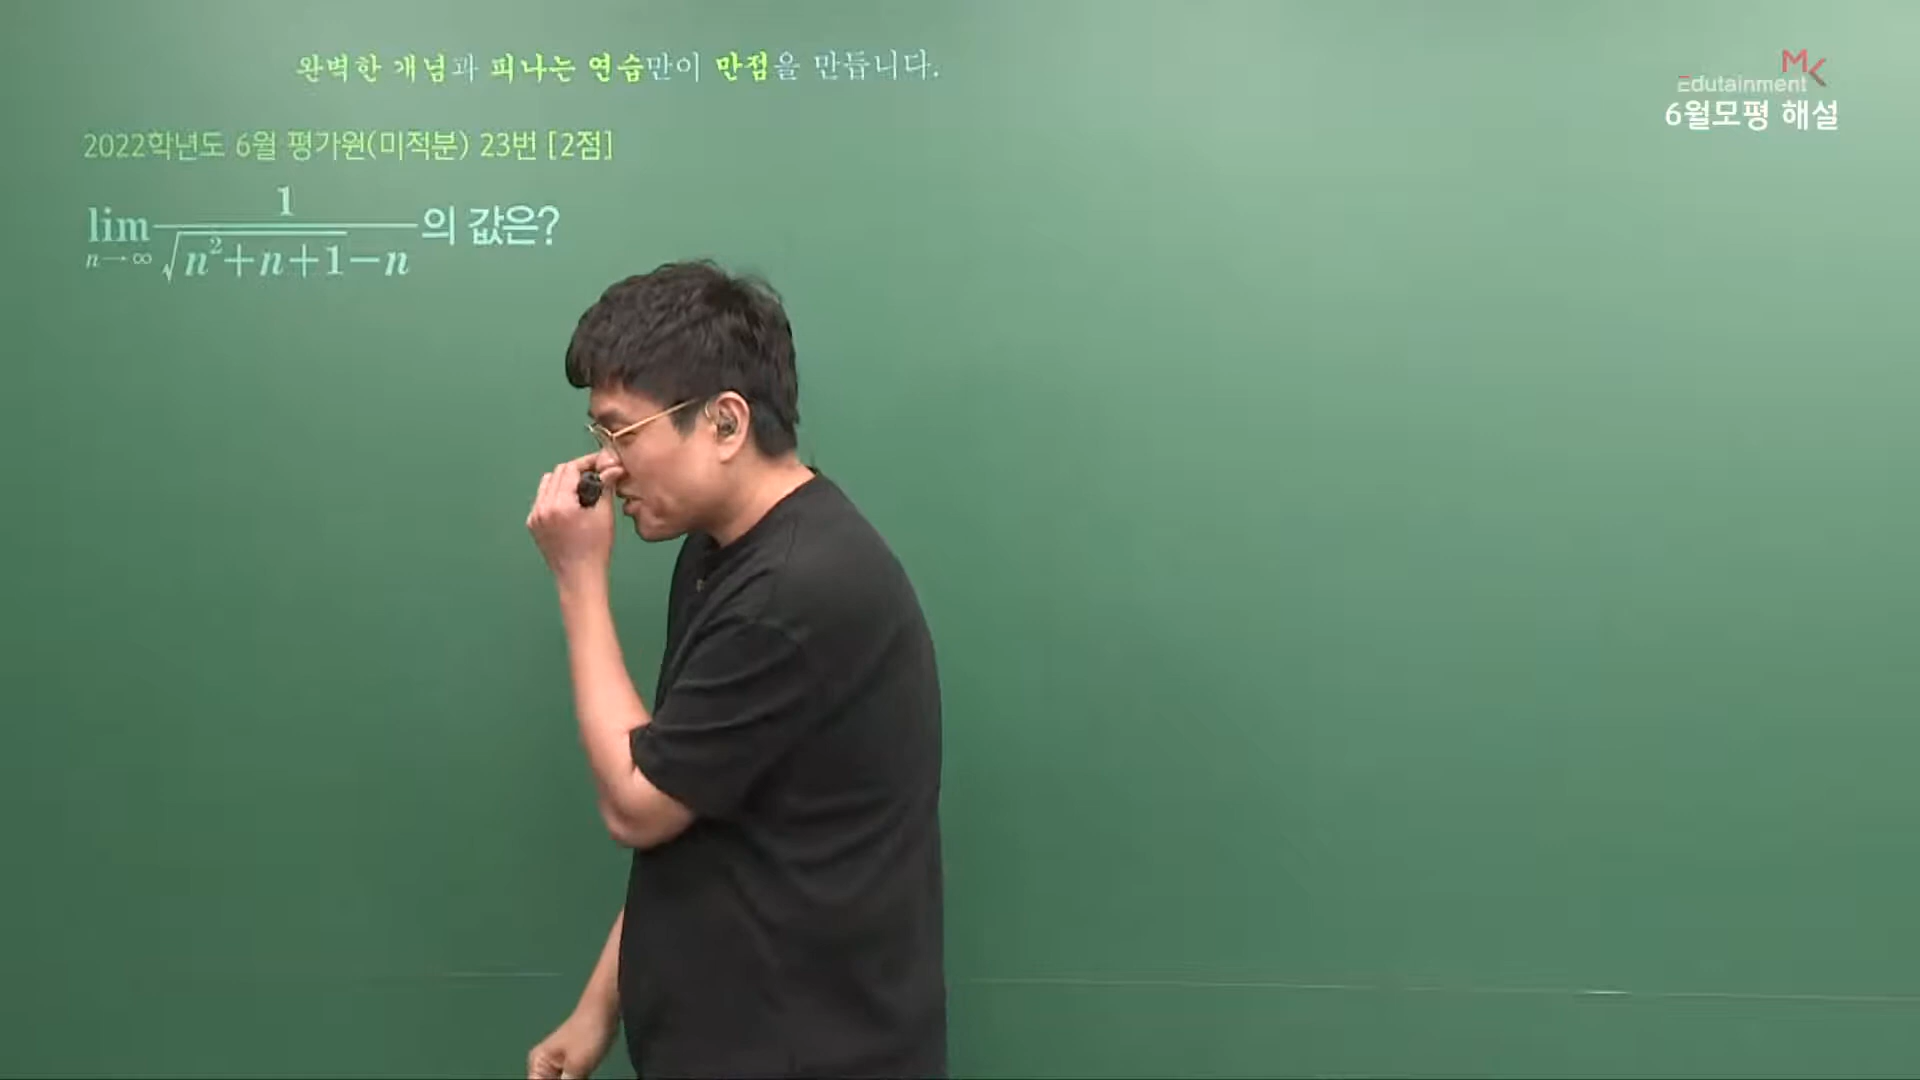 완벽한 개념과 피나는 연습만이 만점을 만듭니다.
MK
Edutainment
6월모평 해설
2022학년도 6월 평가원(미적분) 23번 [2점]
lim n→∞ 1/(√(n²+n+1)−n) 의 값은?